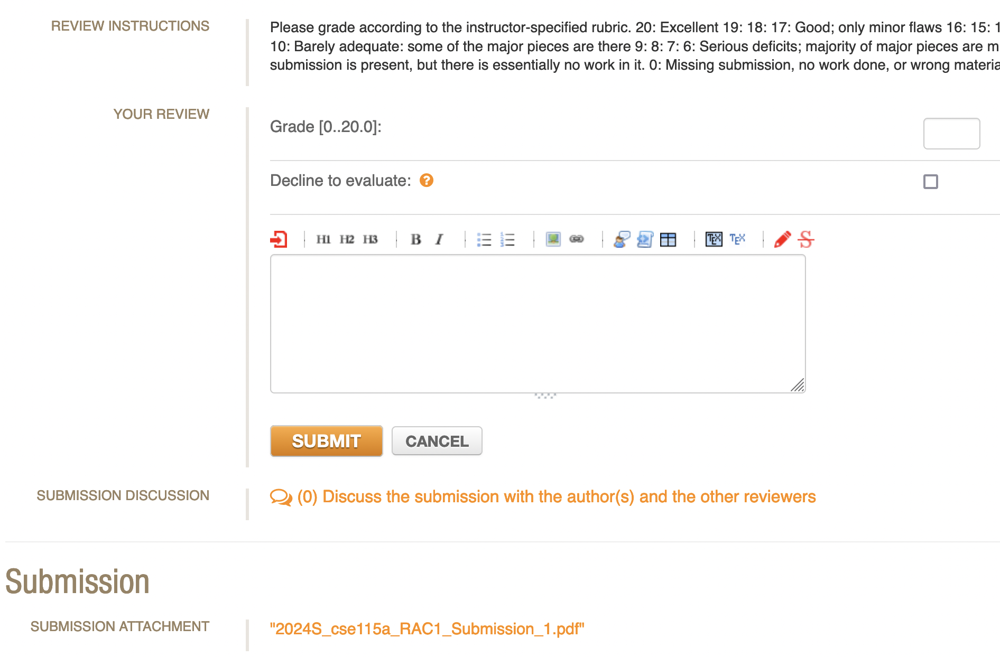 REVIEW INSTRUCTIONS
Please grade according to the instructor-specified rubric. 20: Excellent 19: 18: 17: Good; only minor flaws 16: 15: 1
10: Barely adequate: some of the major pieces are there 9: 8: 7: 6: Serious deficits; majority of major pieces are m
submission is present, but there is essentially no work in it. 0: Missing submission, no work done, or wrong materia
YOUR REVIEW
Grade [0..20.0]:
Decline to evaluate: ?
H1 H2 H3 B I TEX TEX S
SUBMIT CANCEL
SUBMISSION DISCUSSION
(0) Discuss the submission with the author(s) and the other reviewers
Submission
SUBMISSION ATTACHMENT
"2024S_cse115a_RAC1_Submission_1.pdf"